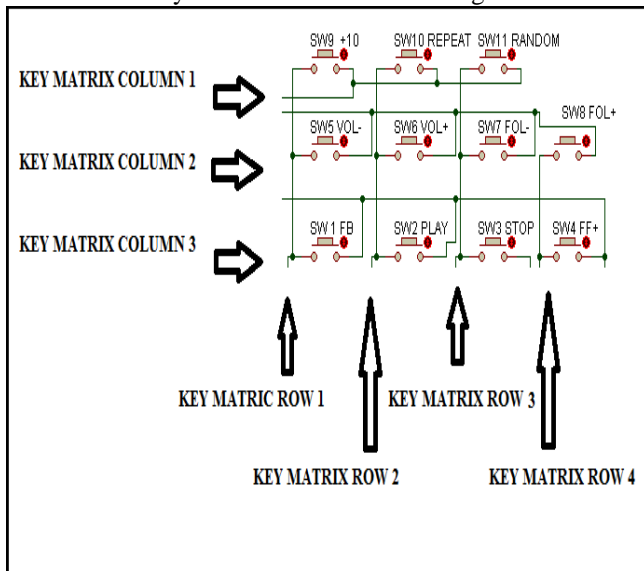 SW9 +10
SW10 REPEAT
SW11 RANDOM
KEY MATRIX COLUMN 1
SW8 FOL+
SW5 VOL-
SW6 VOL+
SW7 FOL-
KEY MATRIX COLUMN 2
KEY MATRIX COLUMN 3
SW1 FB
SW2 PLAY
SW3 STOP
SW4 FF+
KEY MATRIC ROW 1
KEY MATRIX ROW 3
KEY MATRIX ROW 2
KEY MATRIX ROW 4